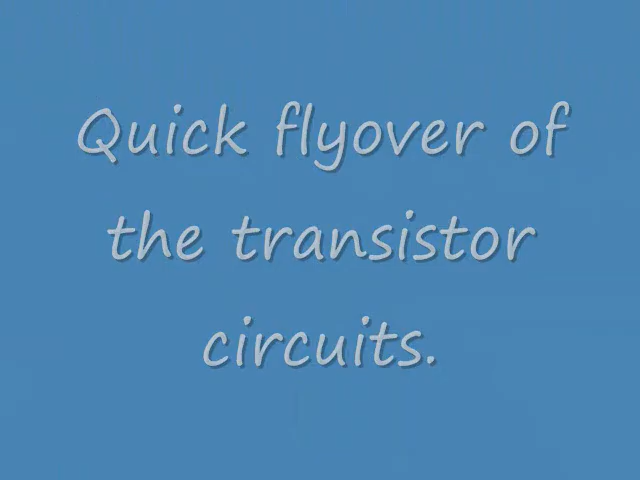 Quick flyover of
the transistor
circuits.